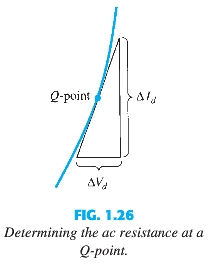 Q-point
ΔI_d
ΔV_d
FIG. 1.26
Determining the ac resistance at a
Q-point.